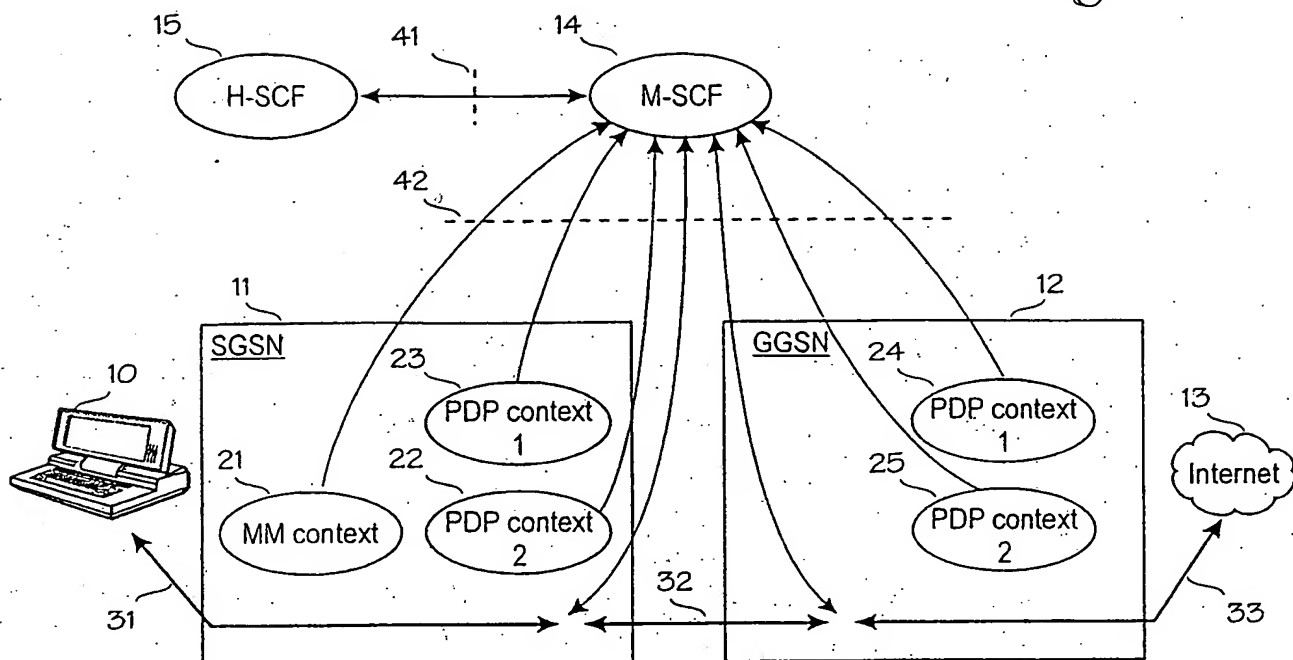 15
41
14
H-SCF
M-SCF
42
11
12
SGSN
GGSN
10
23
24
13
PDP context
1
PDP context
1
21
22
25
Internet
MM context
PDP context
2
PDP context
2
31
32
33